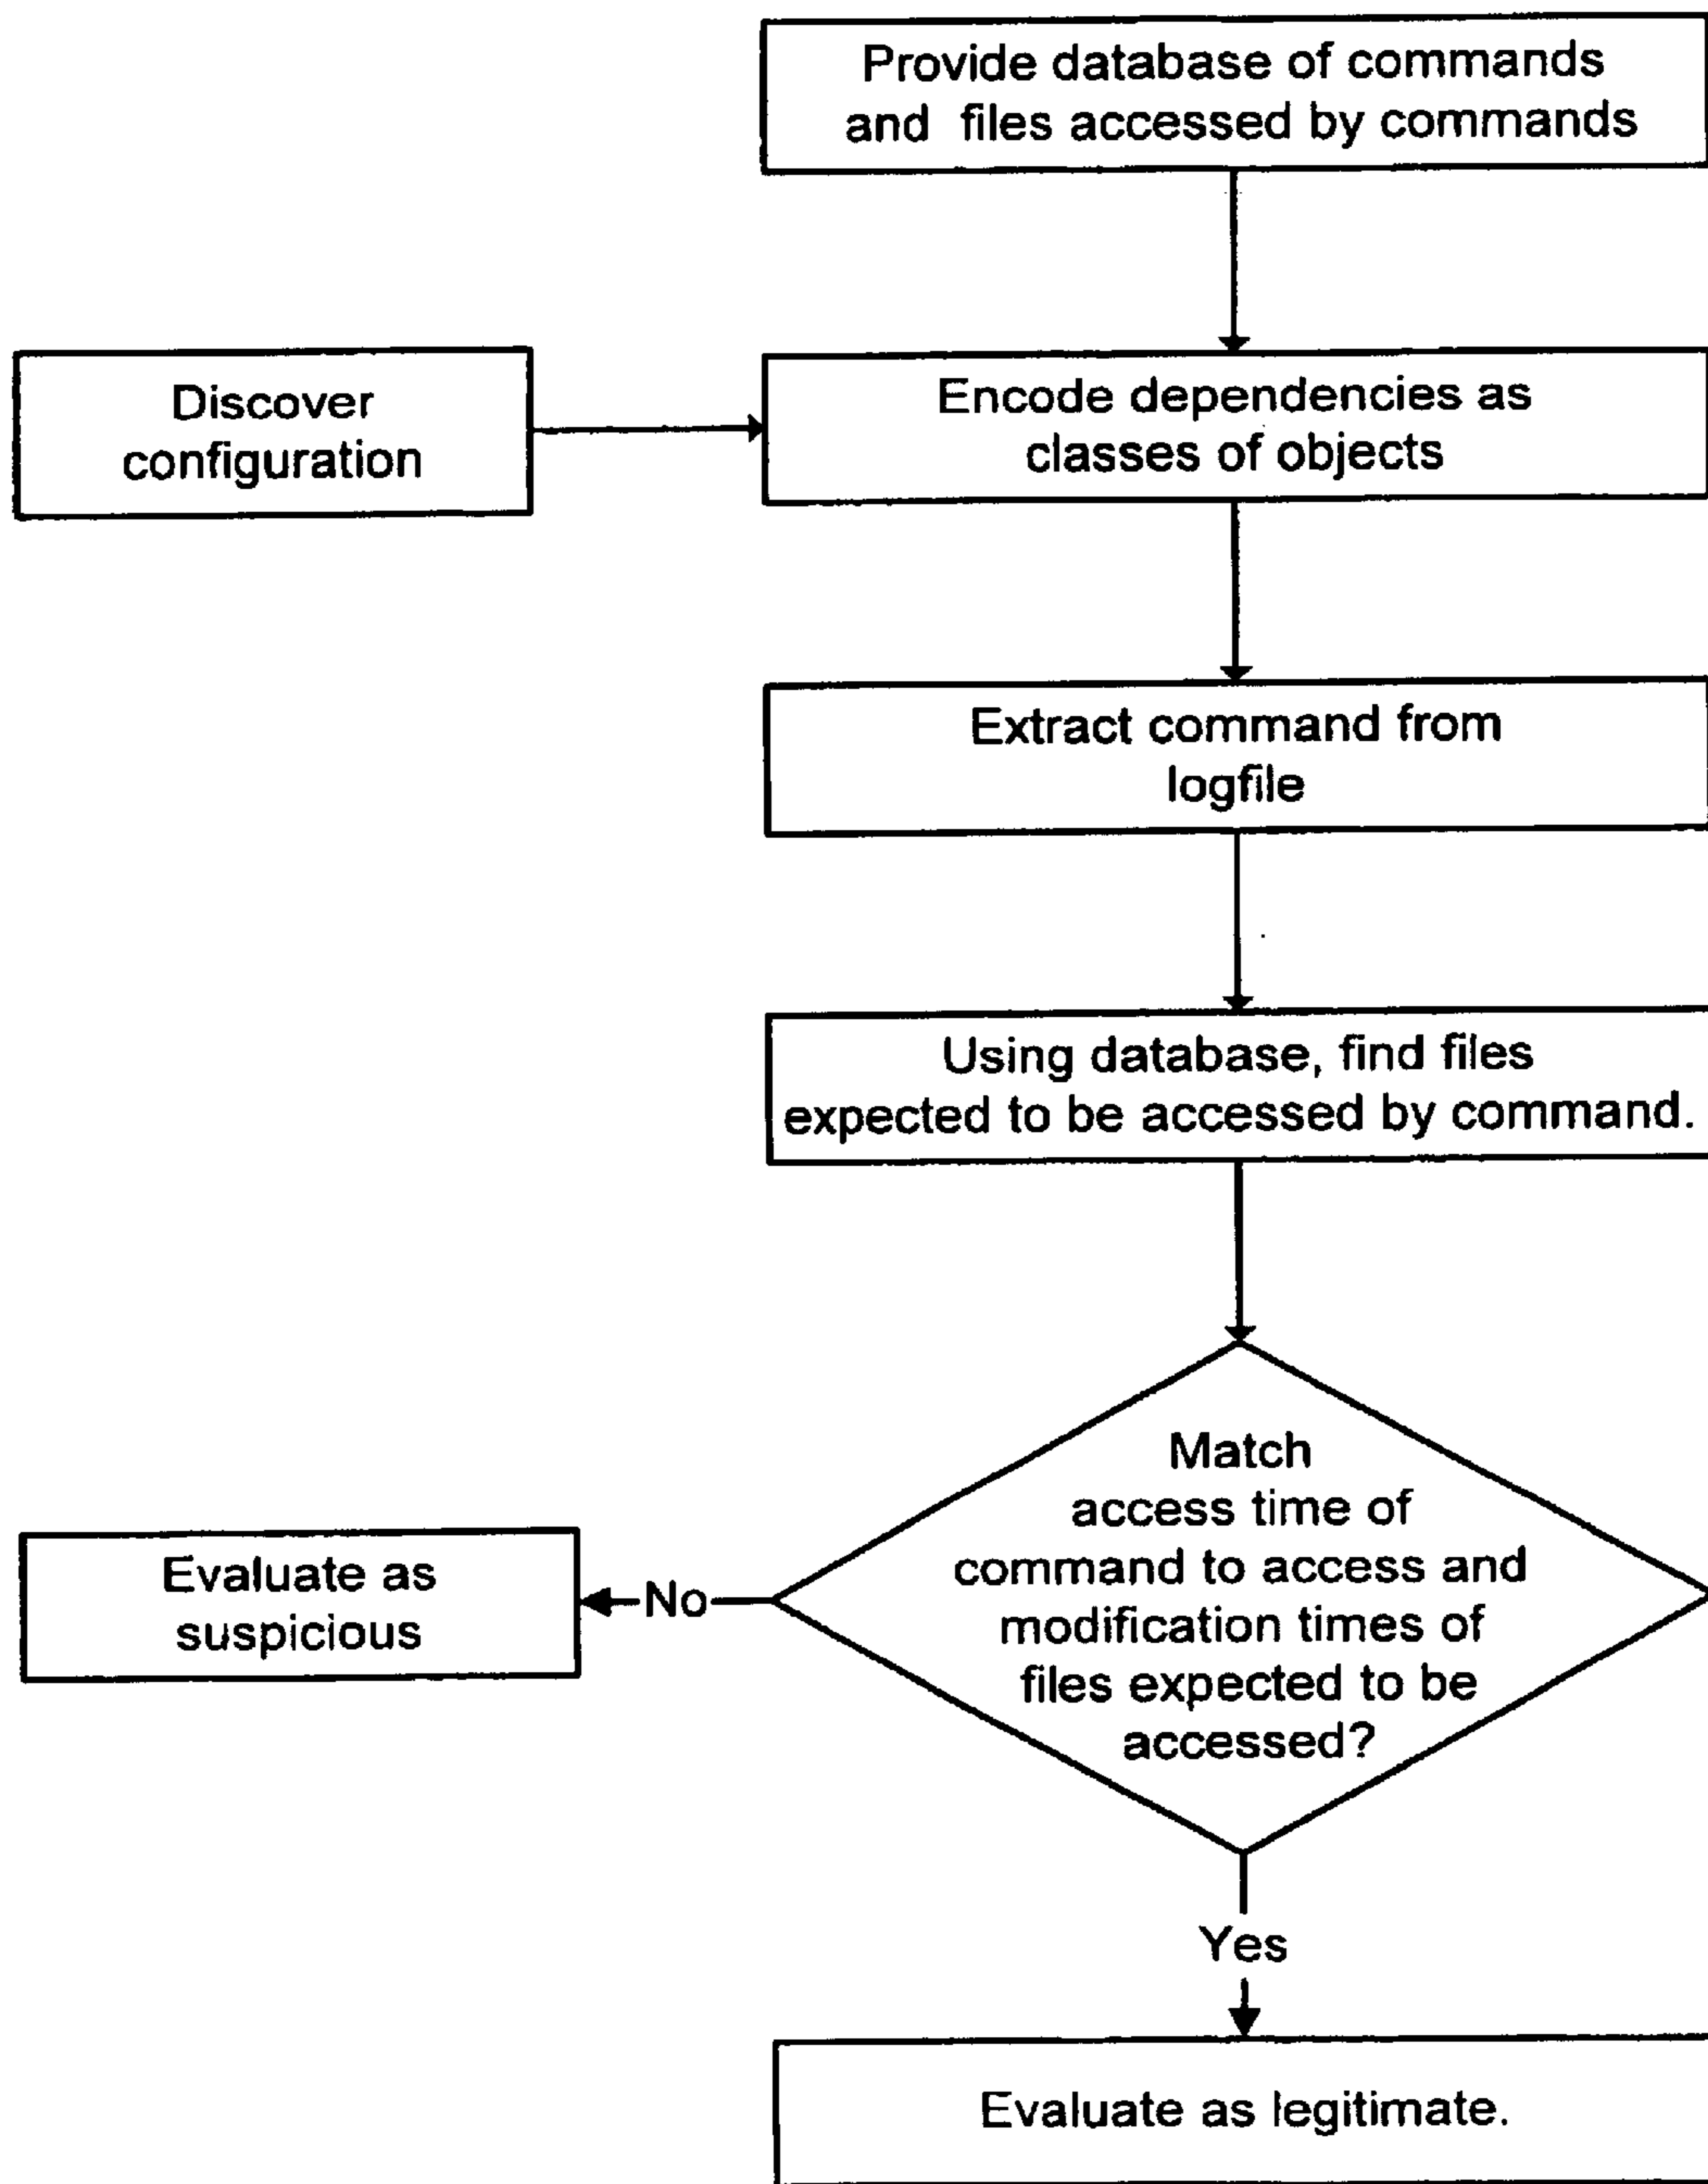 Provide database of commands
and files accessed by commands
Discover
configuration
Encode dependencies as
classes of objects
Extract command from
logfile
Using database, find files
expected to be accessed by command.
Match
access time of
command to access and
modification times of
files expected to be
accessed?
No
Evaluate as
suspicious
Yes
Evaluate as legitimate.